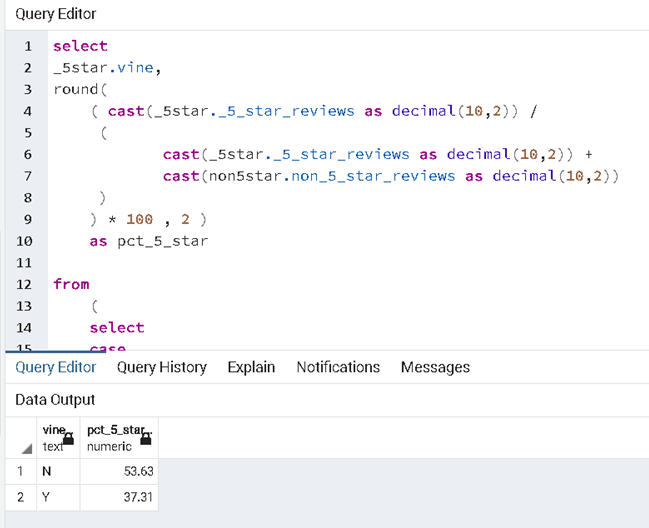 Query Editor
1 select
2 _5star.vine,
3 round(
4 ( cast(_5star._5_star_reviews as decimal(10,2)) /
5 (
6 cast(_5star._5_star_reviews as decimal(10,2)) +
7 cast(non5star.non_5_star_reviews as decimal(10,2))
8 )
9 ) * 100 , 2 )
10 as pct_5_star
11
12 from
13 (
14 select
15 case
Query Editor Query History Explain Notifications Messages
Data Output
vine... pct_5_star...
text numeric
1 N 53.63
2 Y 37.31